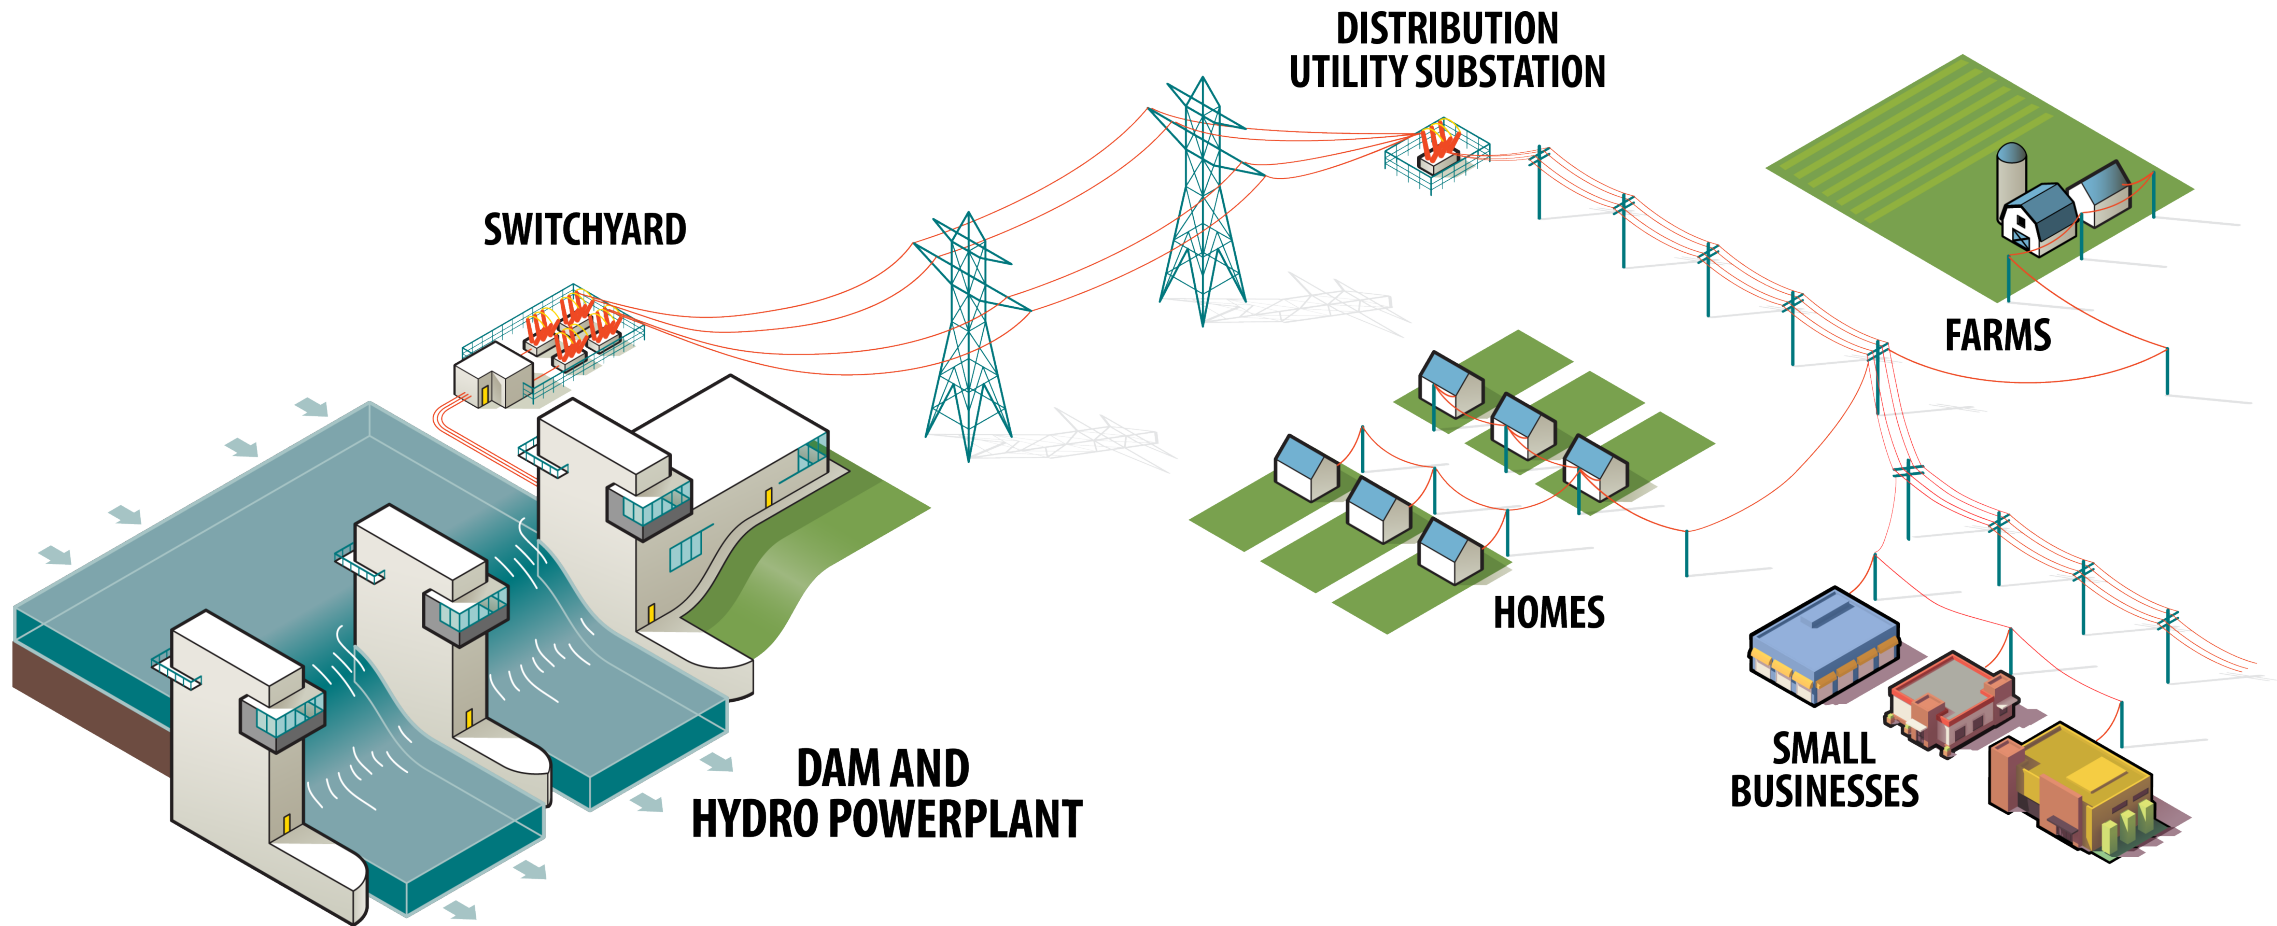 DISTRIBUTION
UTILITY SUBSTATION
SWITCHYARD
FARMS
HOMES
SMALL
BUSINESSES
DAM AND
HYDRO POWERPLANT